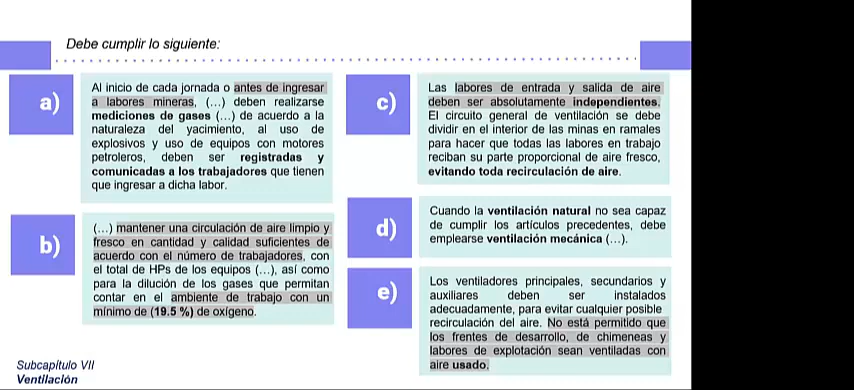 Debe cumplir lo siguiente:
a)
Al inicio de cada jornada o antes de ingresar
a labores mineras, (...) deben realizarse
mediciones de gases (...) de acuerdo a la
naturaleza del yacimiento, al uso de
explosivos y uso de equipos con motores
petroleros, deben ser registradas y
comunicadas a los trabajadores que tienen
que ingresar a dicha labor.
b)
(...) mantener una circulación de aire limpio y
fresco en cantidad y calidad suficientes de
acuerdo con el número de trabajadores, con
el total de HPs de los equipos (...), así como
para la dilución de los gases que permitan
contar en el ambiente de trabajo con un
mínimo de (19.5 %) de oxígeno.
c)
Las labores de entrada y salida de aire
deben ser absolutamente independientes.
El circuito general de ventilación se debe
dividir en el interior de las minas en ramales
para hacer que todas las labores en trabajo
reciban su parte proporcional de aire fresco,
evitando toda recirculación de aire.
d)
Cuando la ventilación natural no sea capaz
de cumplir los artículos precedentes, debe
emplearse ventilación mecánica (...).
e)
Los ventiladores principales, secundarios y
auxiliares deben ser instalados
adecuadamente, para evitar cualquier posible
recirculación del aire. No está permitido que
los frentes de desarrollo, de chimeneas y
labores de explotación sean ventiladas con
aire usado.
Subcapítulo VII
Ventilación